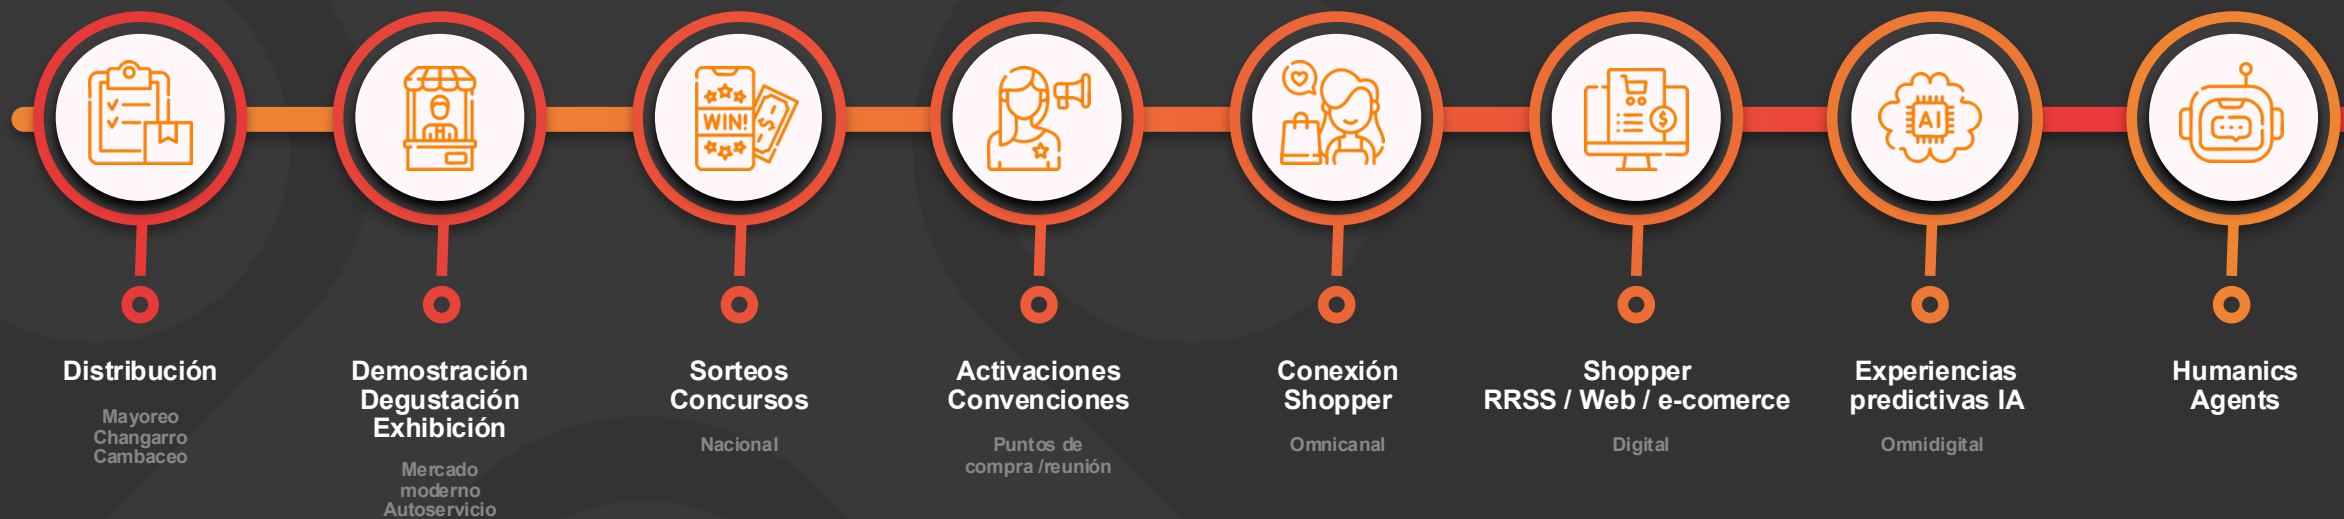 WIN!
$
$
AI
Distribución
Mayoreo
Changarro
Cambaceo
Demostración
Degustación
Exhibición
Mercado
moderno
Autoservicio
Sorteos
Concursos
Nacional
Activaciones
Convenciones
Puntos de
compra /reunión
Conexión
Shopper
Omnicanal
Shopper
RRSS / Web / e-comerce
Digital
Experiencias
predictivas IA
Omnidigital
Humanics
Agents